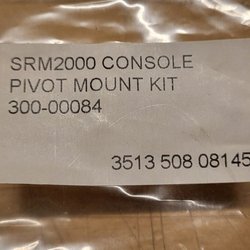 SRM2000 CONSOLE
PIVOT MOUNT KIT
300-00084
3513 508 08145